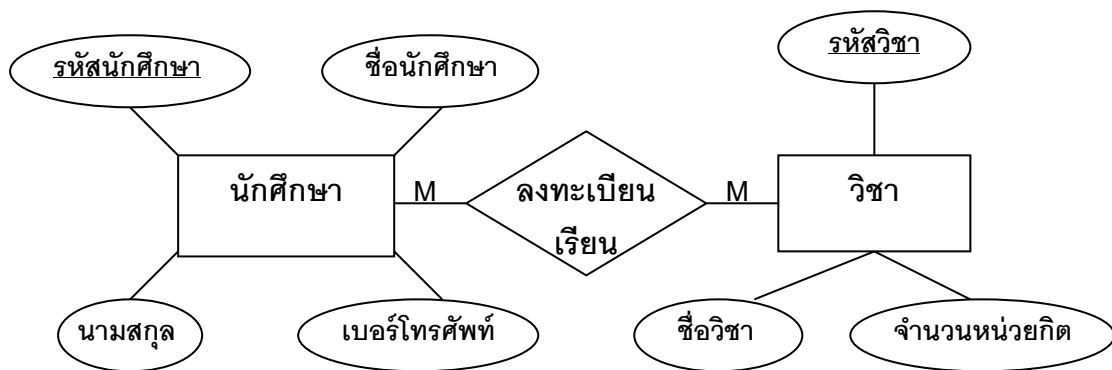 รหัสวิชา
รหัสนักศึกษา
ชื่อนักศึกษา
นักศึกษา
M
ลงทะเบียน
เรียน
M
วิชา
นามสกุล
เบอร์โทรศัพท์
ชื่อวิชา
จำนวนหน่วยกิต